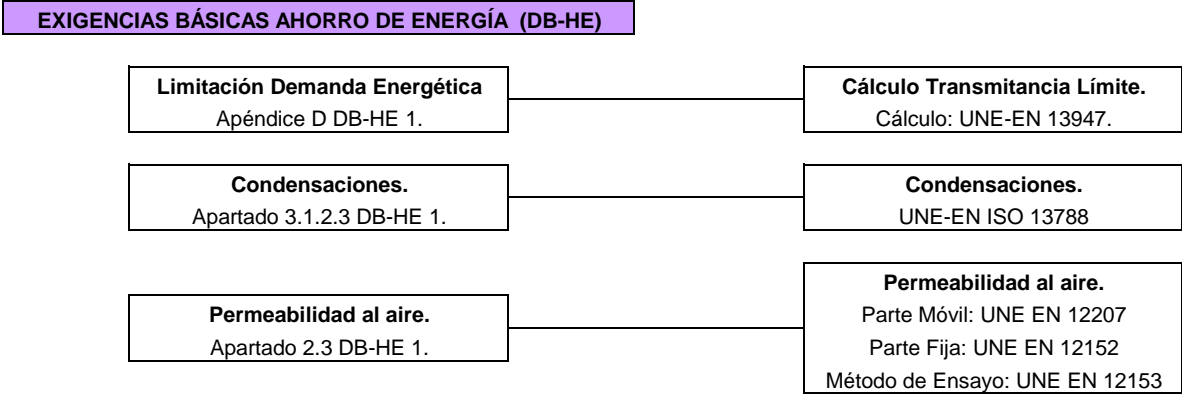 EXIGENCIAS BÁSICAS AHORRO DE ENERGÍA (DB-HE)
Limitación Demanda Energética
Apéndice D DB-HE 1.
Cálculo Transmitancia Límite.
Cálculo: UNE-EN 13947.
Condensaciones.
Apartado 3.1.2.3 DB-HE 1.
Condensaciones.
UNE-EN ISO 13788
Permeabilidad al aire.
Apartado 2.3 DB-HE 1.
Permeabilidad al aire.
Parte Móvil: UNE EN 12207
Parte Fija: UNE EN 12152
Método de Ensayo: UNE EN 12153